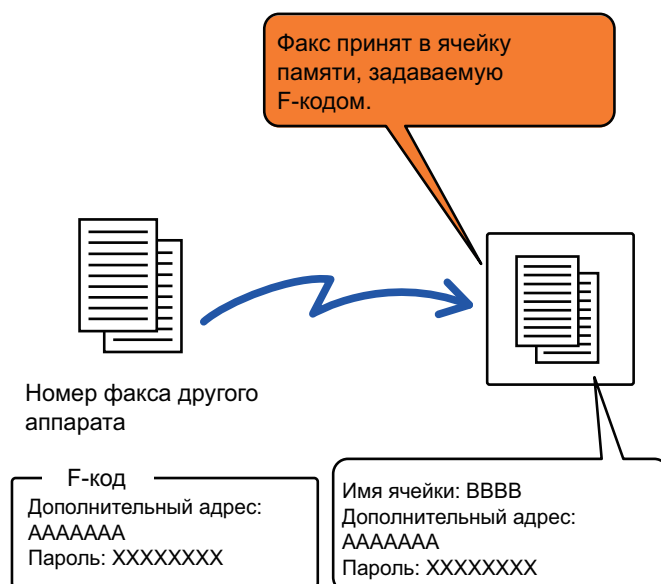 Факс принят в ячейку
памяти, задаваемую
F-кодом.
Номер факса другого
аппарата
F-код
Дополнительный адрес:
AAAAAAA
Пароль: XXXXXXXX
Имя ячейки: BBBB
Дополнительный адрес:
AAAAAAA
Пароль: XXXXXXXX